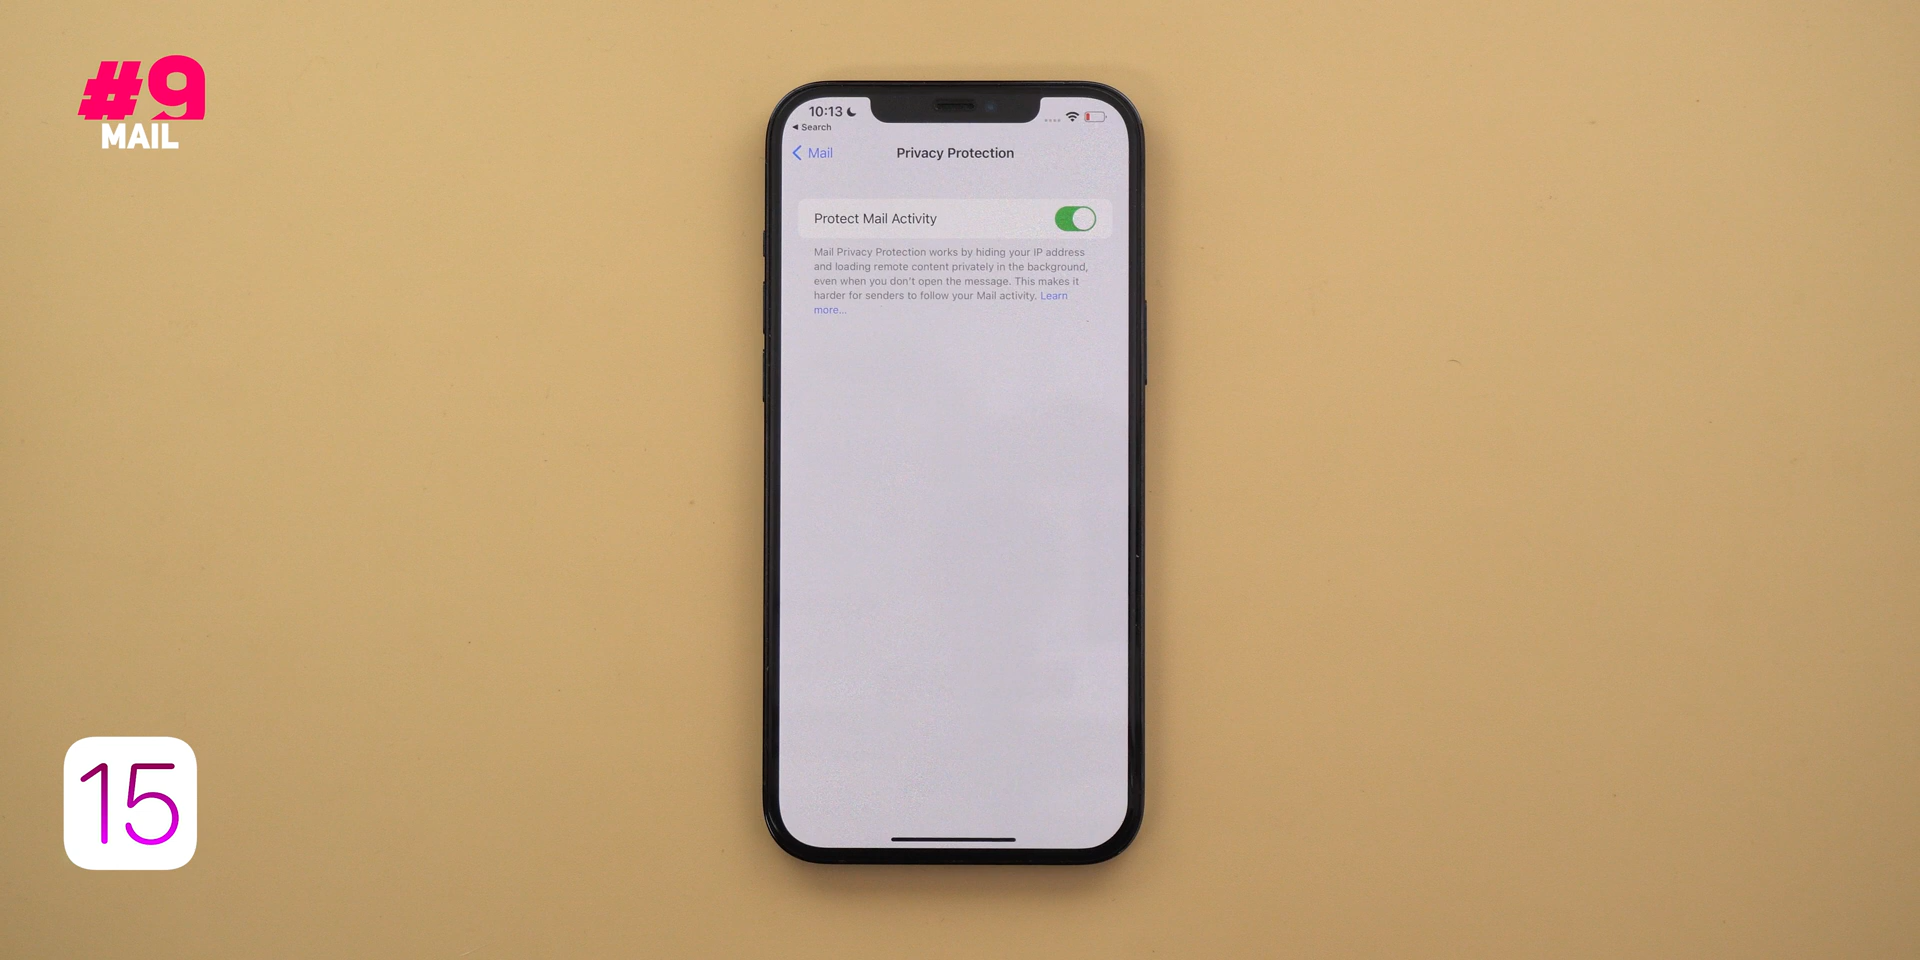 #9
MAIL
10:13
◀ Search
Mail
Privacy Protection
Protect Mail Activity
Mail Privacy Protection works by hiding your IP address
and loading remote content privately in the background,
even when you don't open the message. This makes it
harder for senders to follow your Mail activity. Learn
more...
15